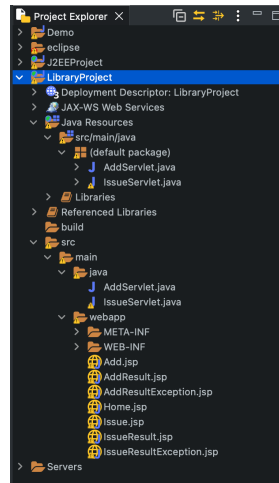 Project Explorer
Demo
eclipse
J2EEProject
LibraryProject
Deployment Descriptor: LibraryProject
JAX-WS Web Services
Java Resources
src/main/java
(default package)
AddServlet.java
IssueServlet.java
Libraries
Referenced Libraries
build
src
main
java
AddServlet.java
IssueServlet.java
webapp
META-INF
WEB-INF
Add.jsp
AddResult.jsp
AddResultException.jsp
Home.jsp
Issue.jsp
IssueResult.jsp
IssueResultException.jsp
Servers